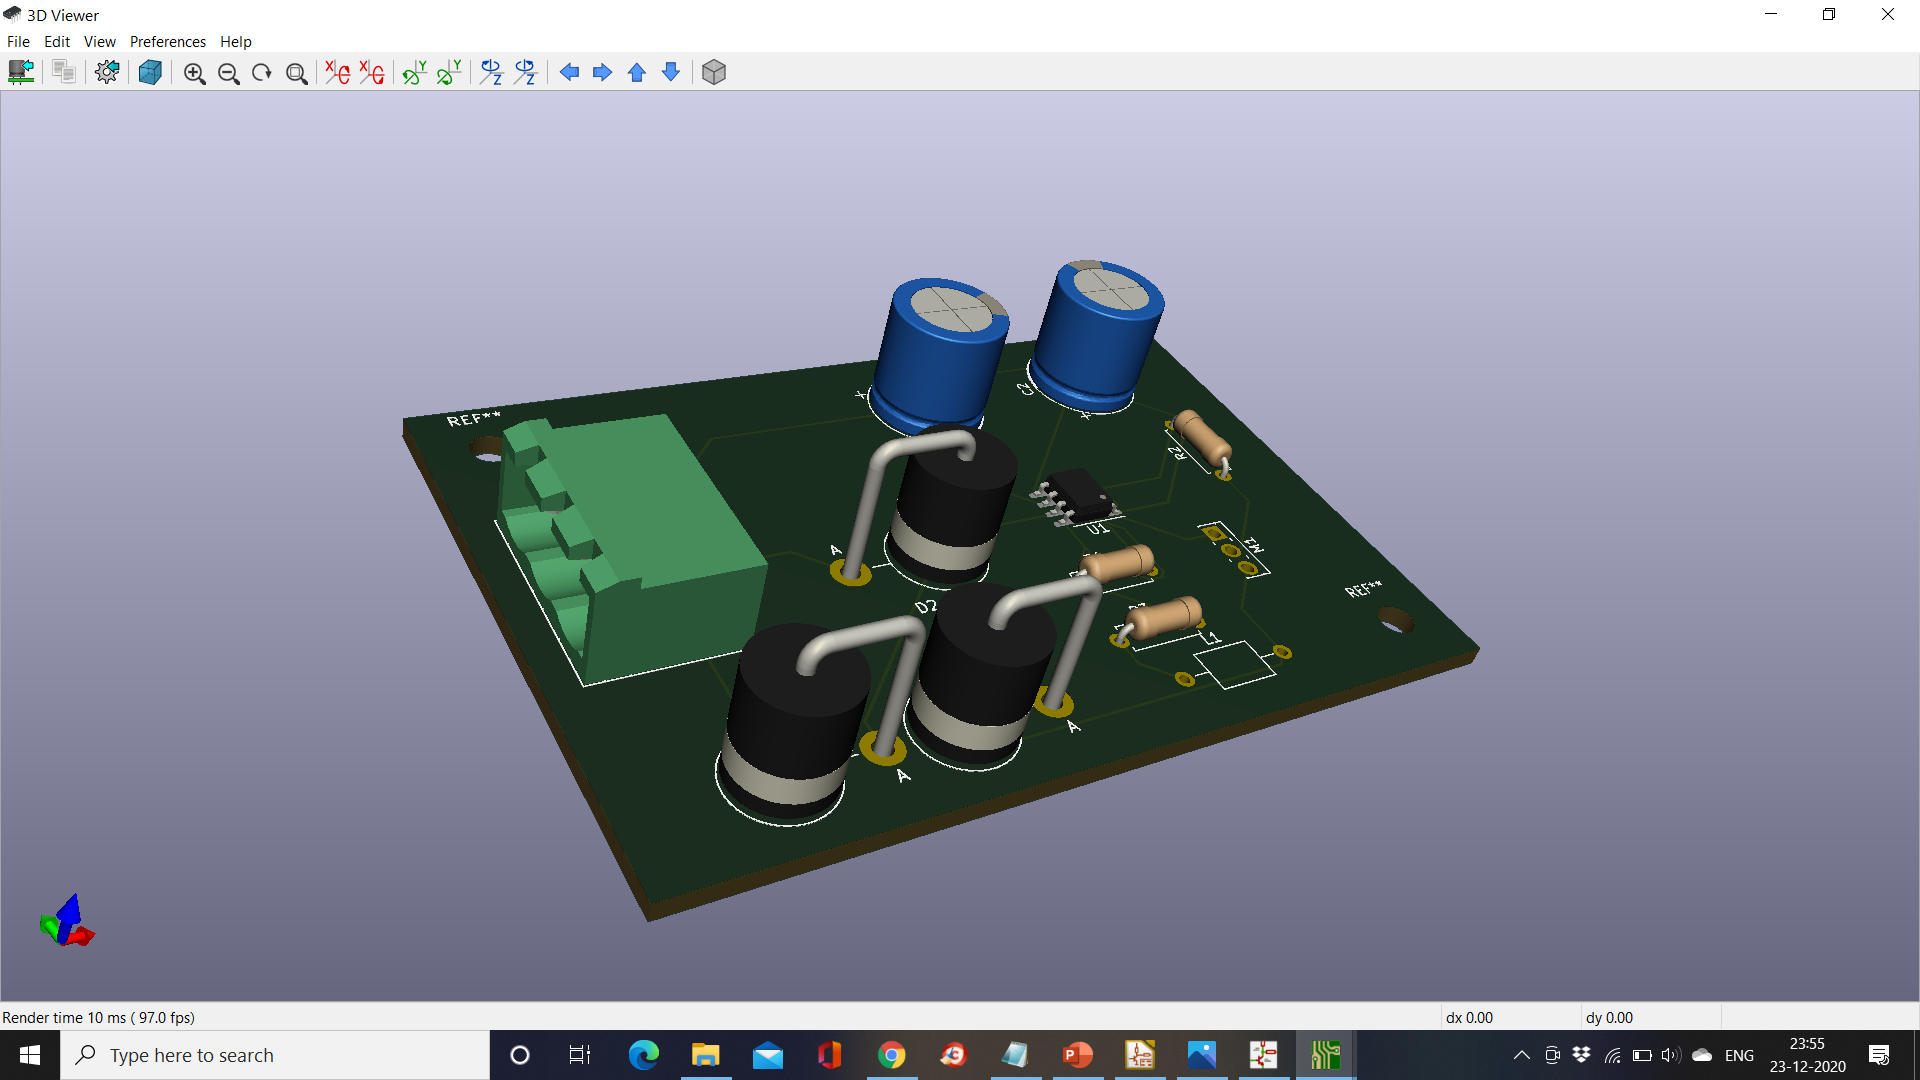 3D Viewer
File Edit View Preferences Help
REF**
C2
R2
U1
M1
A
D2
REF**
L1
A
A
Render time 10 ms ( 97.0 fps)
dx 0.00
dy 0.00
Type here to search
ENG
23:55
23-12-2020